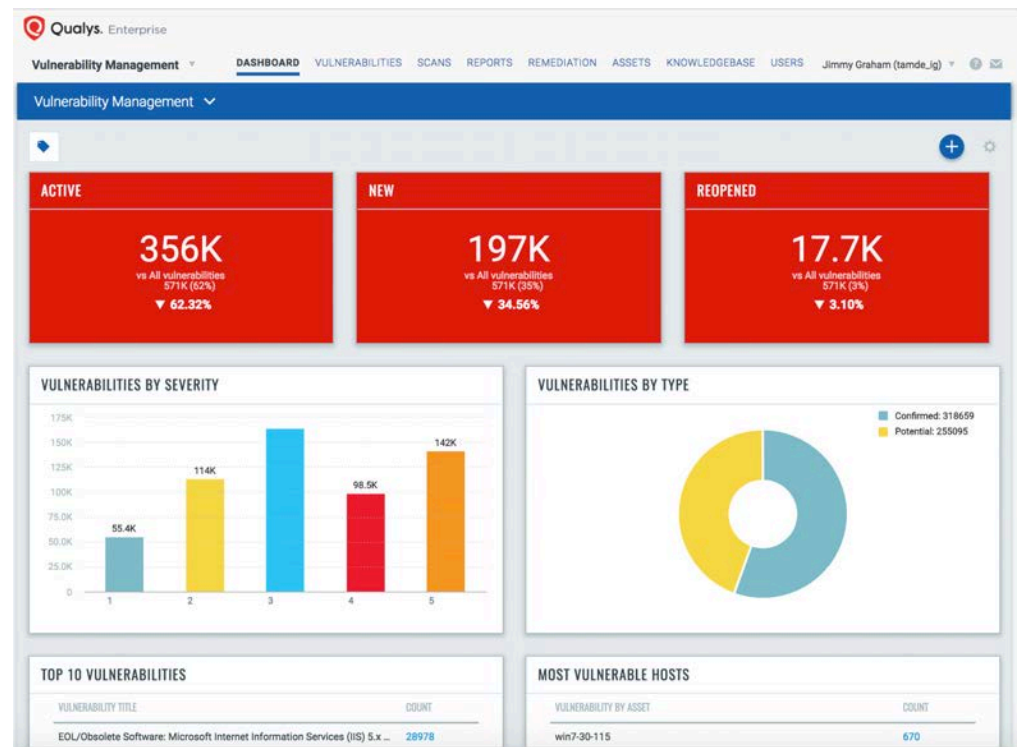 Qualys. Enterprise
Vulnerability Management DASHBOARD VULNERABILITIES SCANS REPORTS REMEDIATION ASSETS KNOWLEDGEBASE USERS Jimmy Graham (tamde_ig)
Vulnerability Management
ACTIVE
356K
vs All vulnerabilities
571K (62%)
▼ 62.32%
NEW
197K
vs All vulnerabilities
571K (35%)
▼ 34.56%
REOPENED
17.7K
vs All vulnerabilities
571K (3%)
▼ 3.10%
VULNERABILITIES BY SEVERITY
175K
150K
125K
100K
75.0K
50.0K
25.0K
0
55.4K
114K
98.5K
142K
1 2 3 4 5
VULNERABILITIES BY TYPE
Confirmed: 318659
Potential: 255095
TOP 10 VULNERABILITIES
VULNERABILITY TITLE COUNT
EOL/Obsolete Software: Microsoft Internet Information Services (IIS) 5.x ... 28978
MOST VULNERABLE HOSTS
VULNERABILITY BY ASSET COUNT
win7-30-115 670